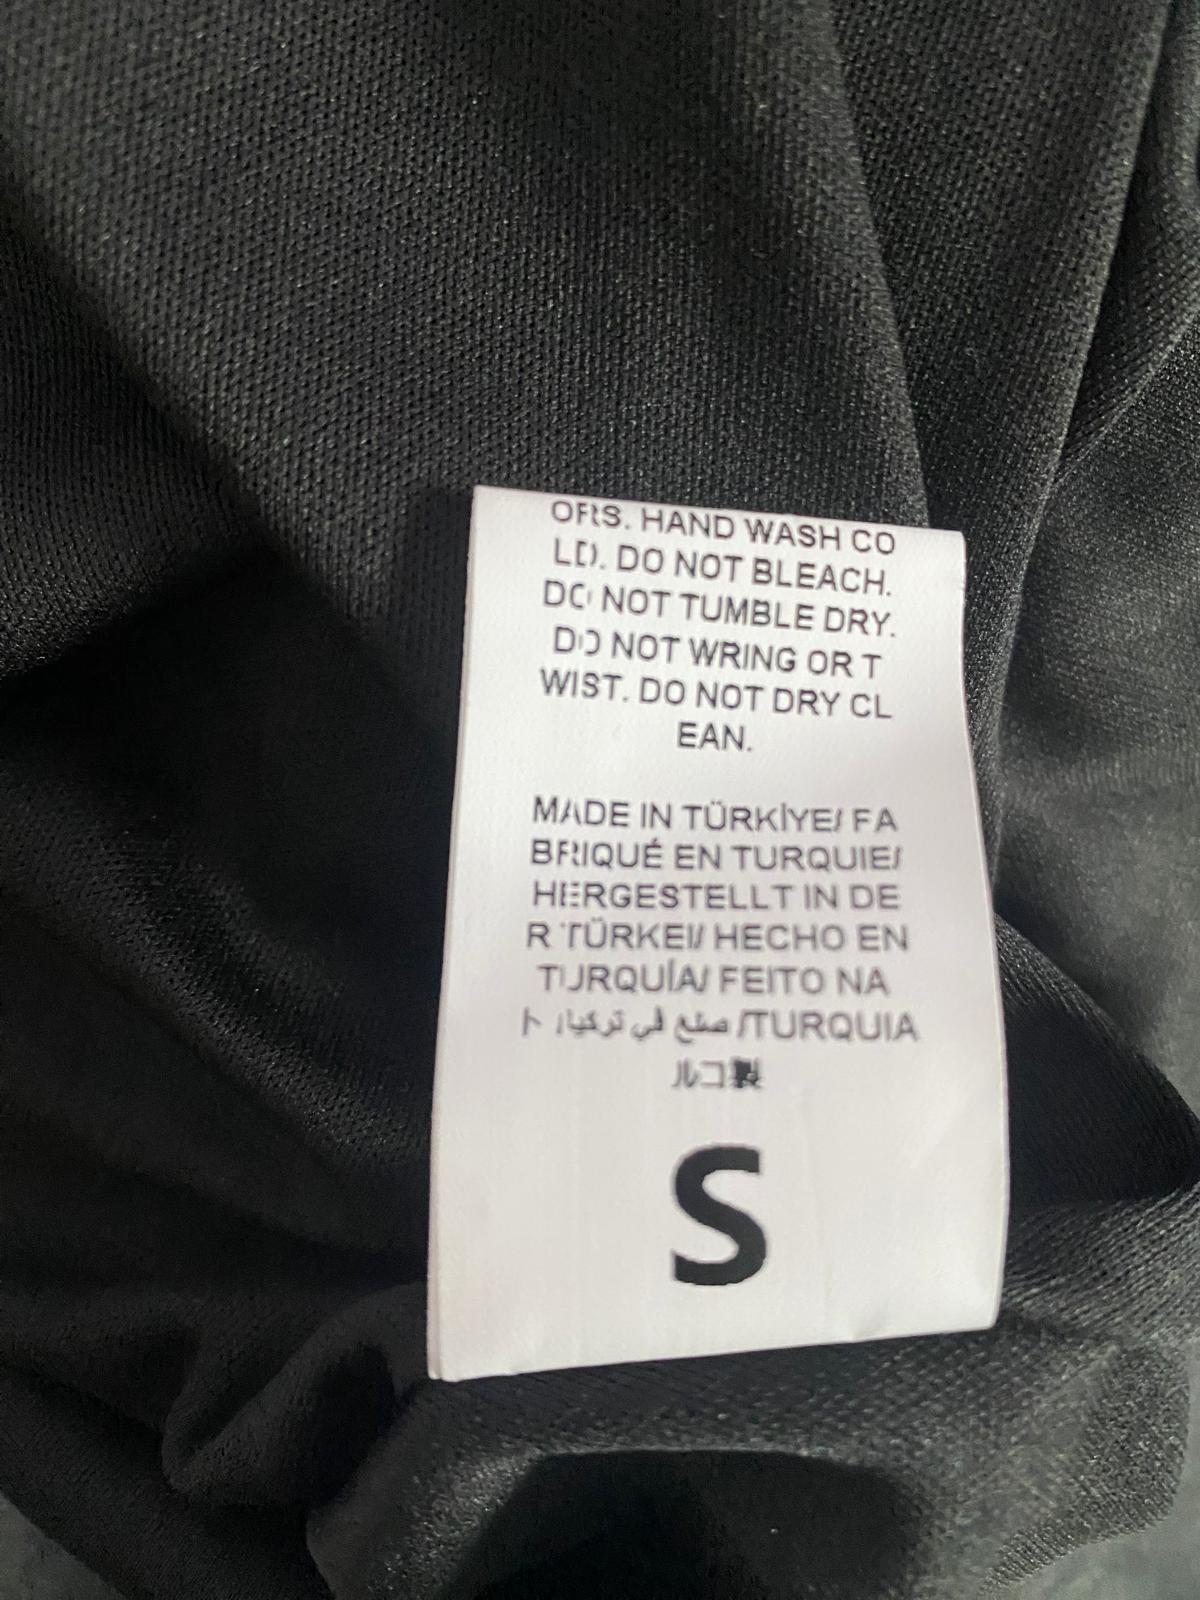 ORS. HAND WASH CO
LD. DO NOT BLEACH.
DO NOT TUMBLE DRY.
DO NOT WRING OR T
WIST. DO NOT DRY CL
EAN.
MADE IN TÜRKİYE/ FA
BRIQUÉ EN TURQUIE/
HERGESTELLT IN DE
R TÜRKEI/ HECHO EN
TURQUÍA/ FEITO NA
TURQUIA/ صنع في تركيا/ ト
ルコ製
S